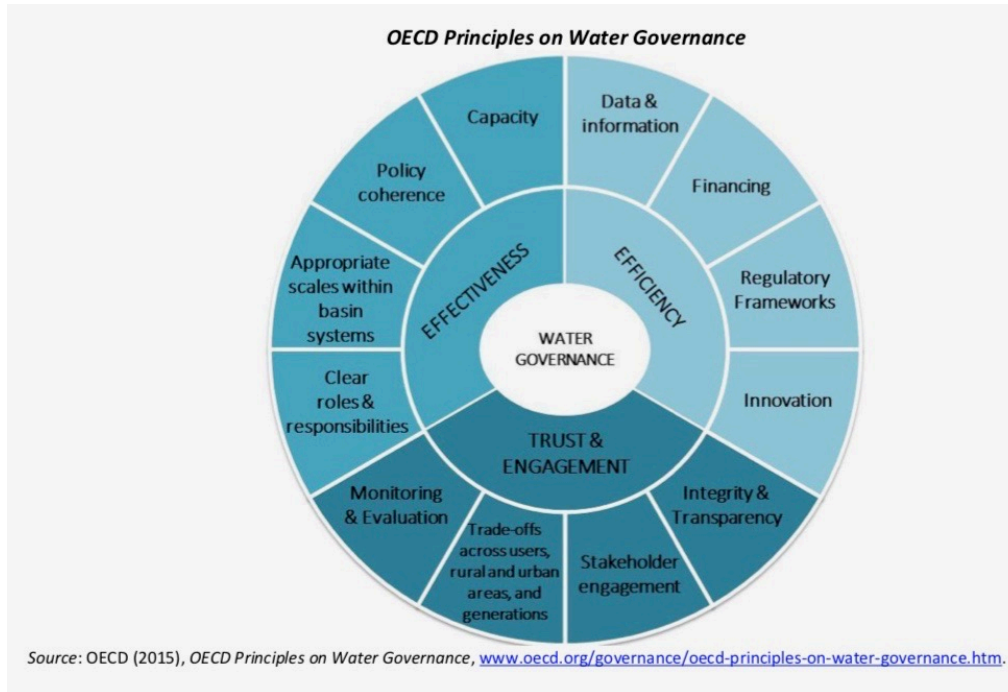 OECD Principles on Water Governance
Capacity
Data &
information
Policy
coherence
Financing
Appropriate
scales within
basin
systems
EFFECTIVENESS
EFFICIENCY
Regulatory
Frameworks
WATER
GOVERNANCE
Clear
roles &
responsibilities
Innovation
TRUST &
ENGAGEMENT
Monitoring
& Evaluation
Trade-offs
across users,
rural and urban
areas, and
generations
Stakeholder
engagement
Integrity &
Transparency
Source: OECD (2015), OECD Principles on Water Governance, www.oecd.org/governance/oecd-principles-on-water-governance.htm.